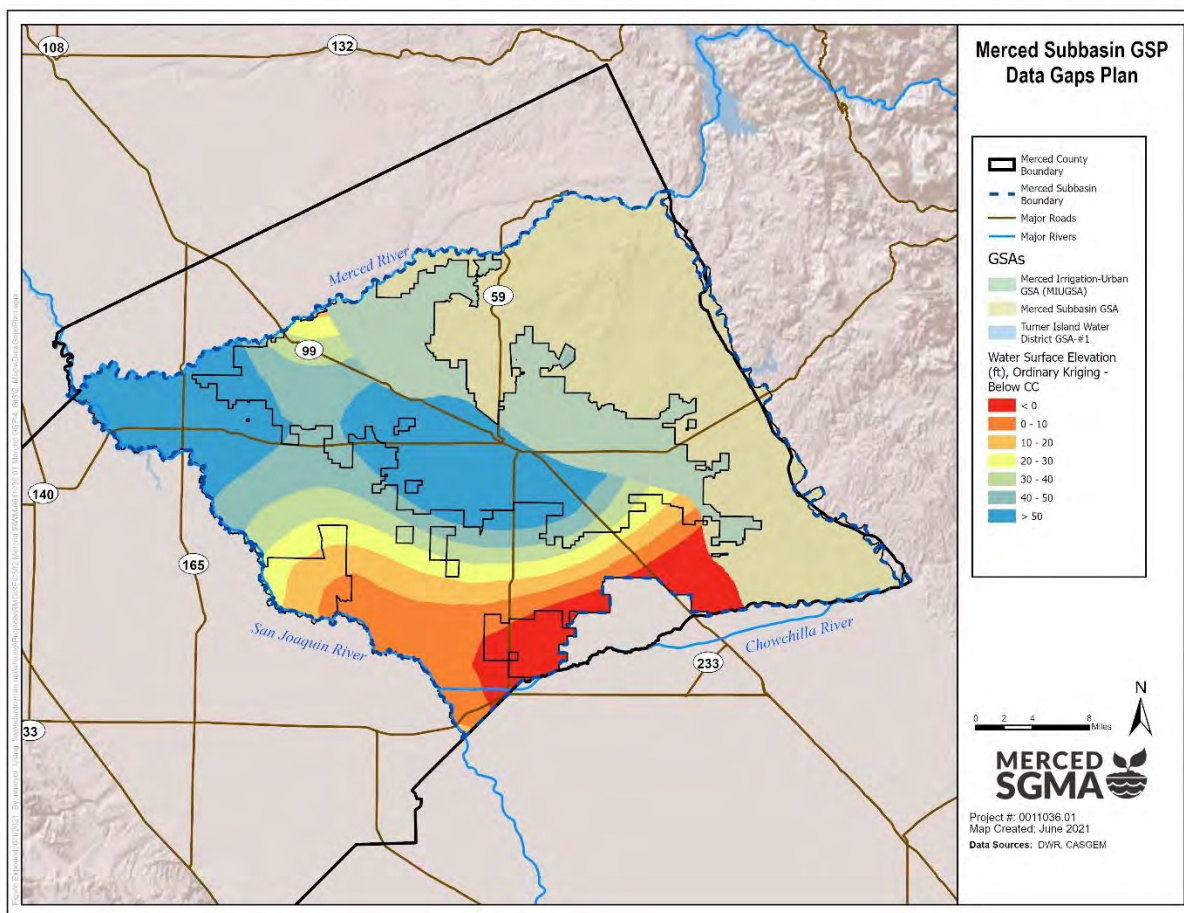 Merced Subbasin GSP
Data Gaps Plan
Merced County
Boundary
Merced Subbasin
Boundary
Major Roads
Major Rivers
GSAs
Merced Irrigation-Urban
GSA (MIUGSA)
Merced Subbasin GSA
Turner Island Water
District GSA-#1
Water Surface Elevation
(ft), Ordinary Kriging -
Below CC
< 0
0 - 10
10 - 20
20 - 30
30 - 40
40 - 50
> 50
108
132
Merced River
59
99
140
165
San Joaquin River
Chowchilla River
233
33
N
0 2 4 8
Miles
MERCED
SGMA
Project #: 0011036.01
Map Created: June 2021
Data Sources: DWR, CASGEM